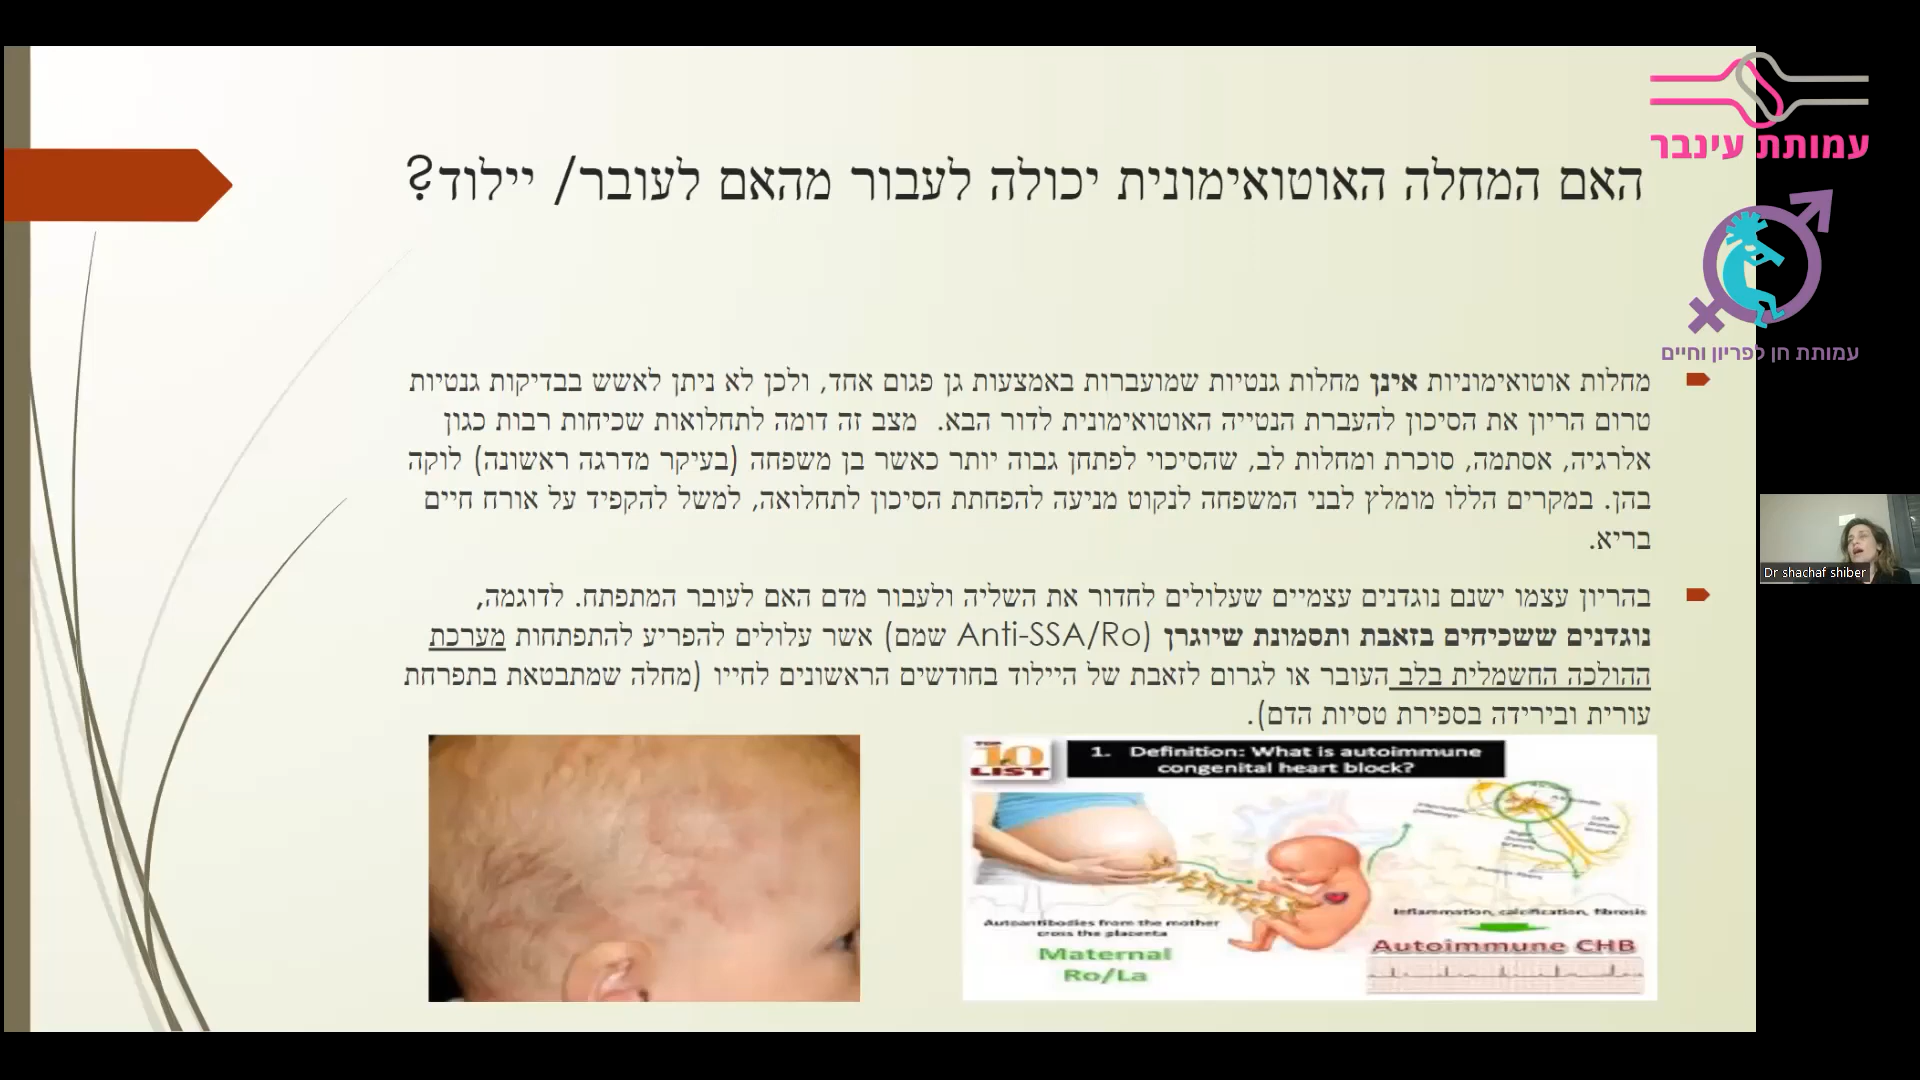 עמותת עינבר
עמותת חן לפריון וחיים
האם המחלה האוטואימונית יכולה לעבור מהאם לעובר/ יילוד?
מחלות אוטואימוניות אינן מחלות גנטיות שמועברות באמצעות גן פגום אחד, ולכן לא ניתן לאשש בבדיקות גנטיות
טרום הריון את הסיכון להעברת הנטייה האוטואימונית לדור הבא. מצב זה דומה לתחלואות שכיחות רבות כגון
אלרגיה, אסתמה, סוכרת ומחלות לב, שהסיכוי לפתחן גבוה יותר כאשר בן משפחה (בעיקר מדרגה ראשונה) לוקה
בהן. במקרים הללו מומלץ לבני המשפחה לנקוט מניעה להפחתת הסיכון לתחלואה, למשל להקפיד על אורח חיים
בריא.
בהריון עצמו ישנם נוגדנים עצמיים שעלולים לחדור את השליה ולעבור מדם האם לעובר המתפתח. לדוגמה,
נוגדנים ששכיחים בזאבת ותסמונת שיוגרן (Anti-SSA/Ro שמם) אשר עלולים להפריע להתפתחות מערכת
ההולכה החשמלית בלב העובר או לגרום לזאבת של היילוד בחודשים הראשונים לחייו (מחלה שמתבטאת בתפרחת
עורית ובירידה בספירת טסיות הדם).
TOP
10
LIST
1. Definition: What is autoimmune
congenital heart block?
Autoantibodies from the mother
cross the placenta
Maternal
Ro/La
Inflammation, calcification, fibrosis
Autoimmune CHB
Dr shachaf shiber